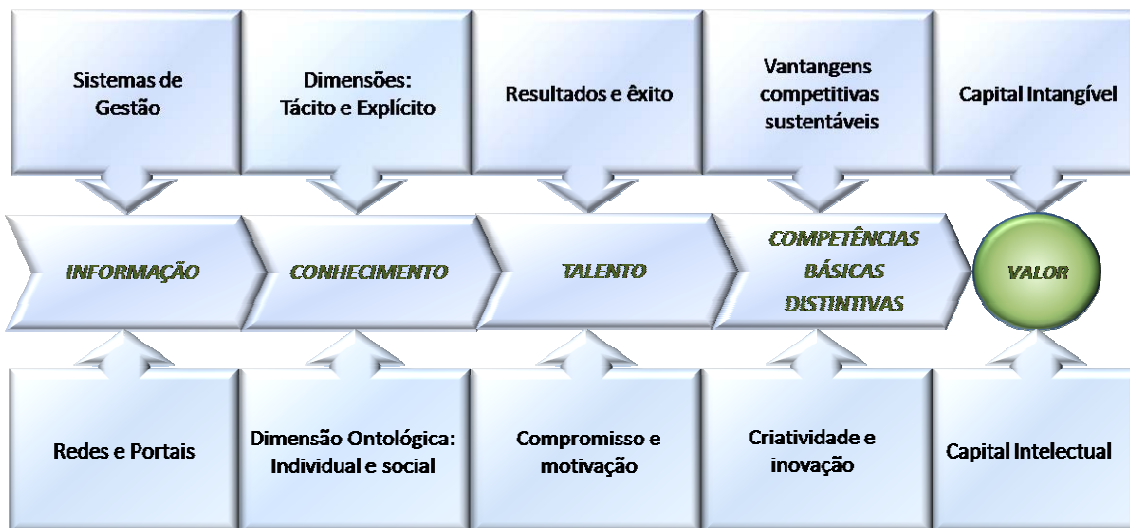 Sistemas de
Gestão
Dimensões:
Tácito e Explícito
Resultados e êxito
Vantangens
competitivas
sustentáveis
Capital Intangível
INFORMAÇÃO
CONHECIMENTO
TALENTO
COMPETÊNCIAS
BÁSICAS
DISTINTIVAS
VALOR
Redes e Portais
Dimensão Ontológica:
Individual e social
Compromisso e
motivação
Criatividade e
inovação
Capital Intelectual